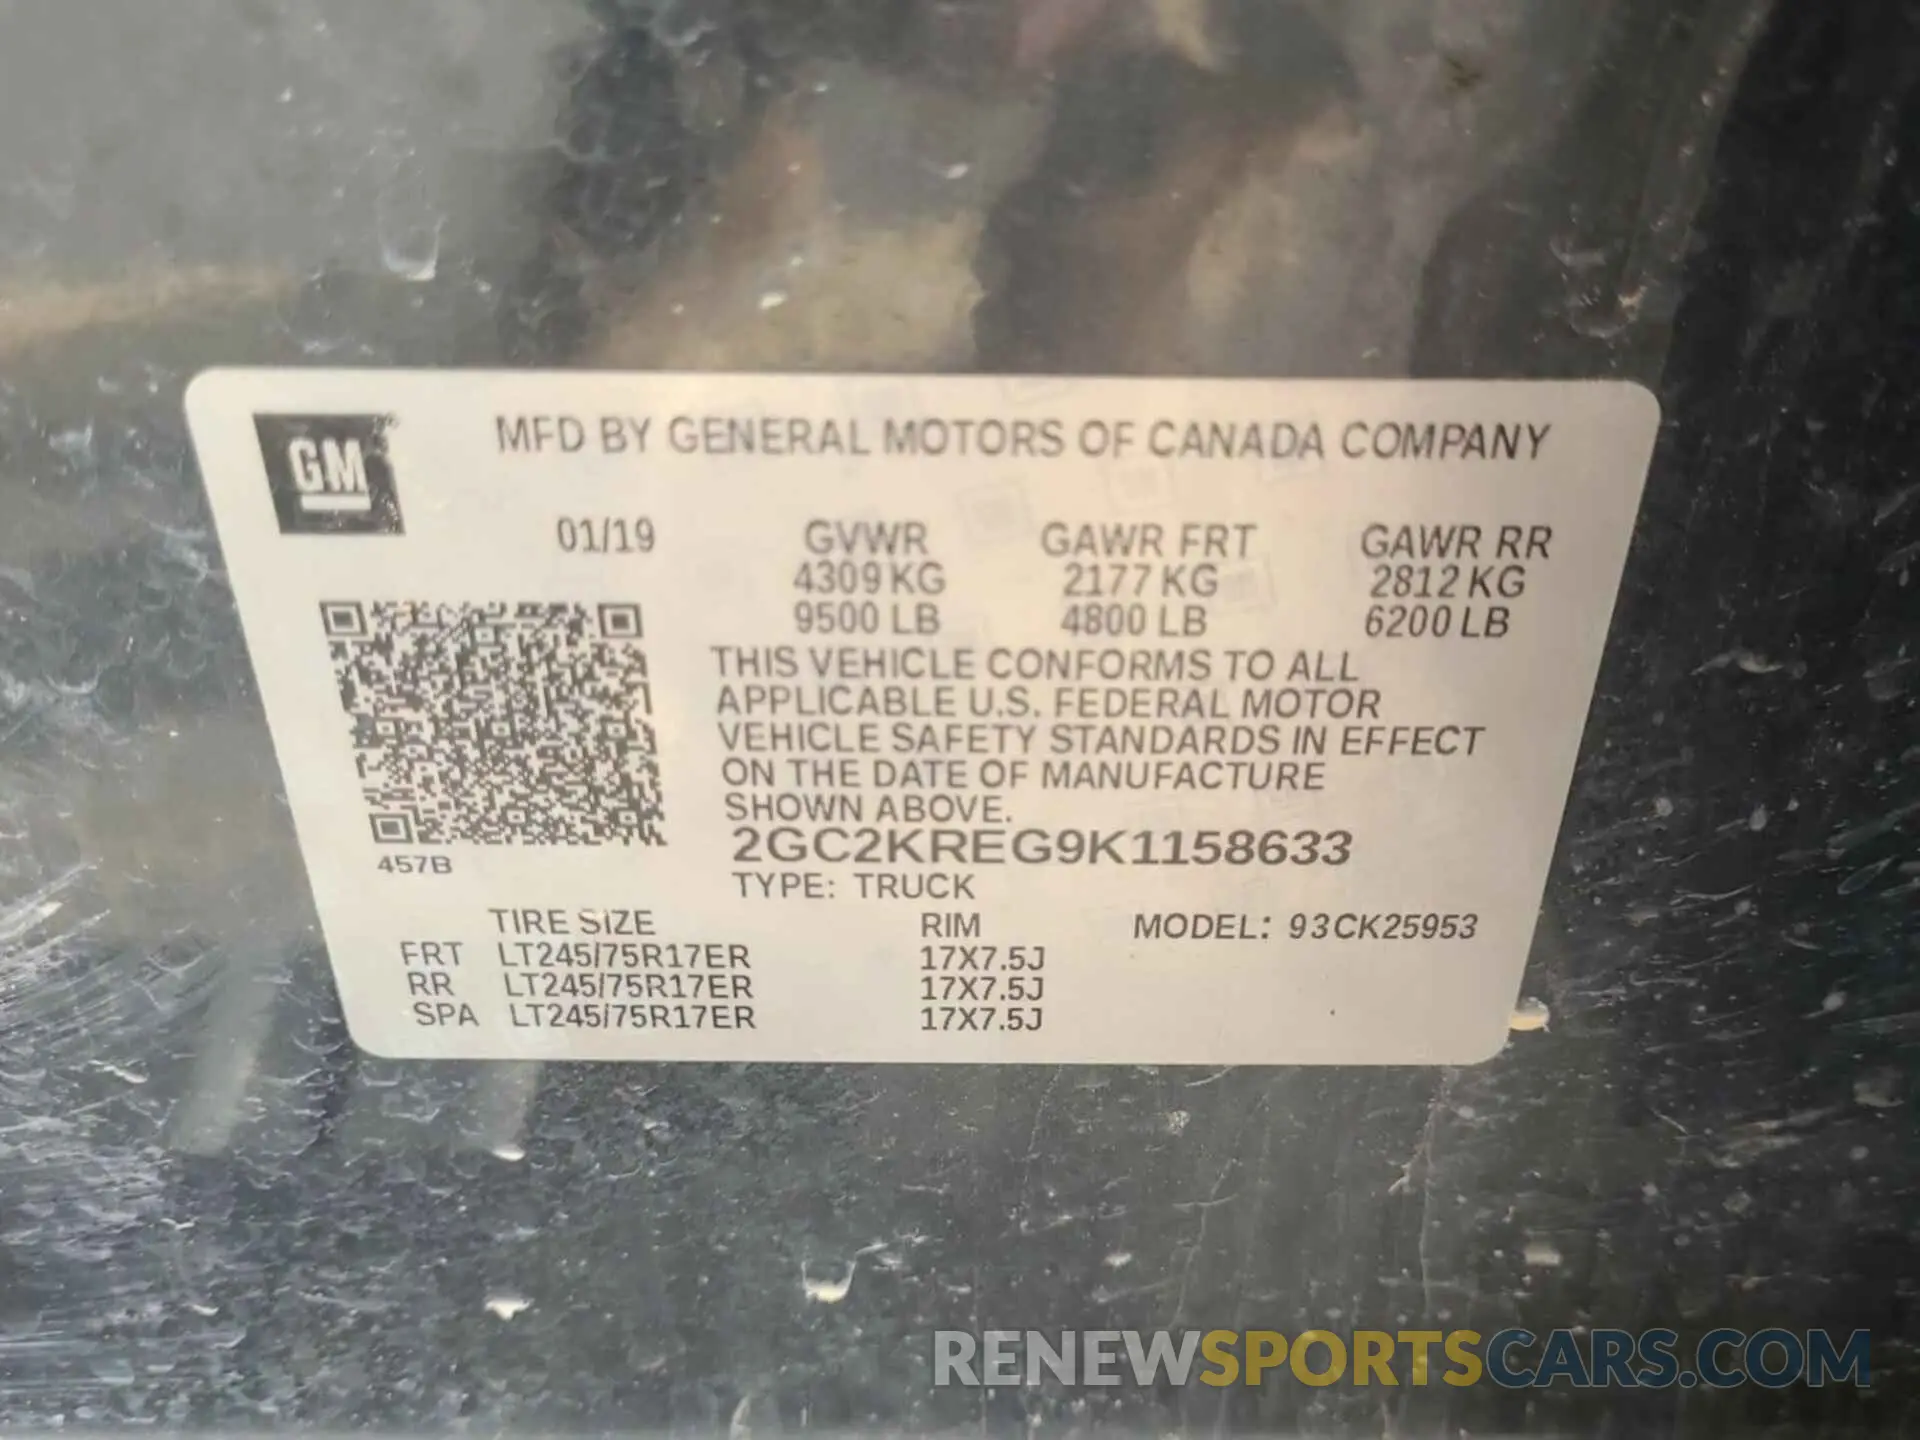 GM
MFD BY GENERAL MOTORS OF CANADA COMPANY
01/19 GVWR GAWR FRT GAWR RR
4309 KG 2177 KG 2812 KG
9500 LB 4800 LB 6200 LB
THIS VEHICLE CONFORMS TO ALL
APPLICABLE U.S. FEDERAL MOTOR
VEHICLE SAFETY STANDARDS IN EFFECT
ON THE DATE OF MANUFACTURE
SHOWN ABOVE.
2GC2KREG9K1158633
457B
TYPE: TRUCK
TIRE SIZE RIM MODEL: 93CK25953
FRT LT245/75R17ER 17X7.5J
RR LT245/75R17ER 17X7.5J
SPA LT245/75R17ER 17X7.5J
RENEWSPORTSCARS.COM